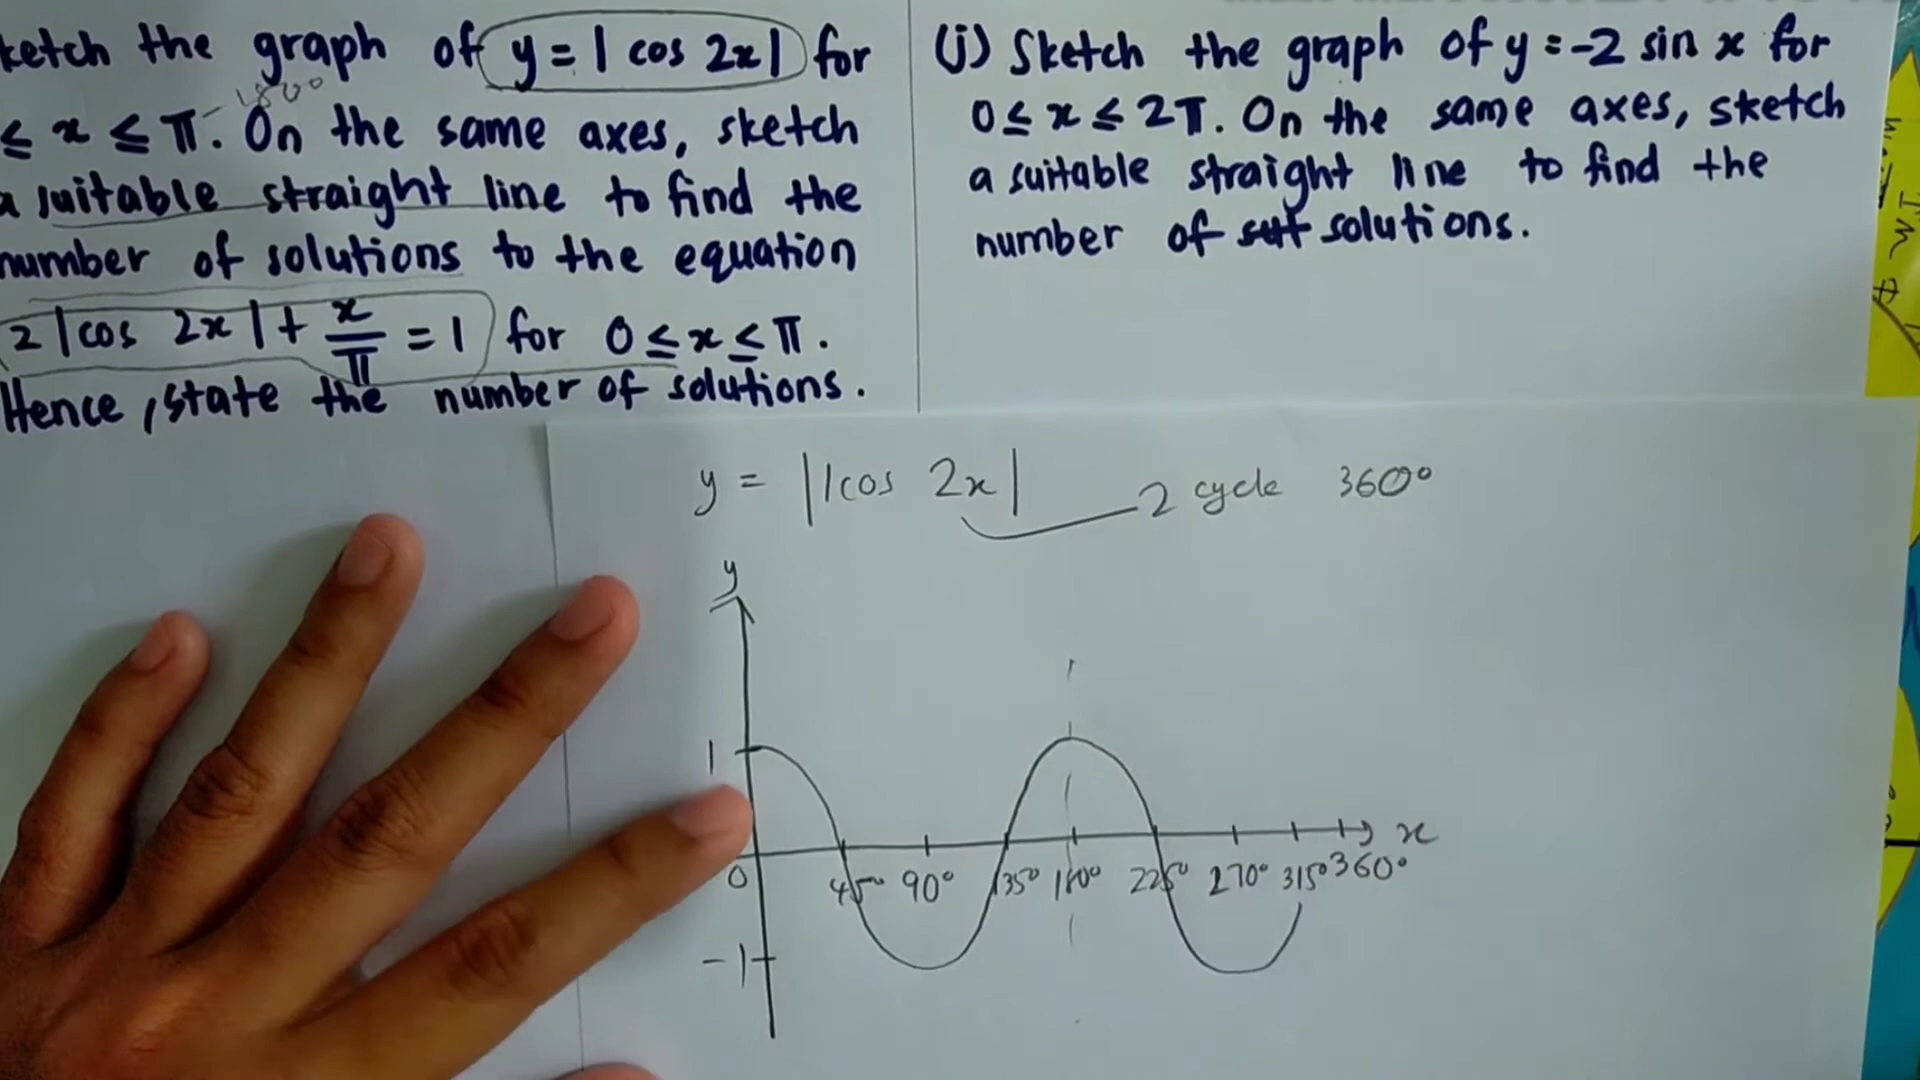 ketch the graph of y = | cos 2x | for
≤ x ≤ π. On the same axes, sketch
180°
a suitable straight line to find the
number of solutions to the equation
2 | cos 2x | + x/π = 1 for 0 ≤ x ≤ π.
Hence, state the number of solutions.
(j) Sketch the graph of y = -2 sin x for
0 ≤ x ≤ 2π. On the same axes, sketch
a suitable straight line to find the
number of solutions.
y = |1cos 2x| 2 cycle 360°
y
1
0 45° 90° 135° 180° 225° 270° 315° 360° x
-1